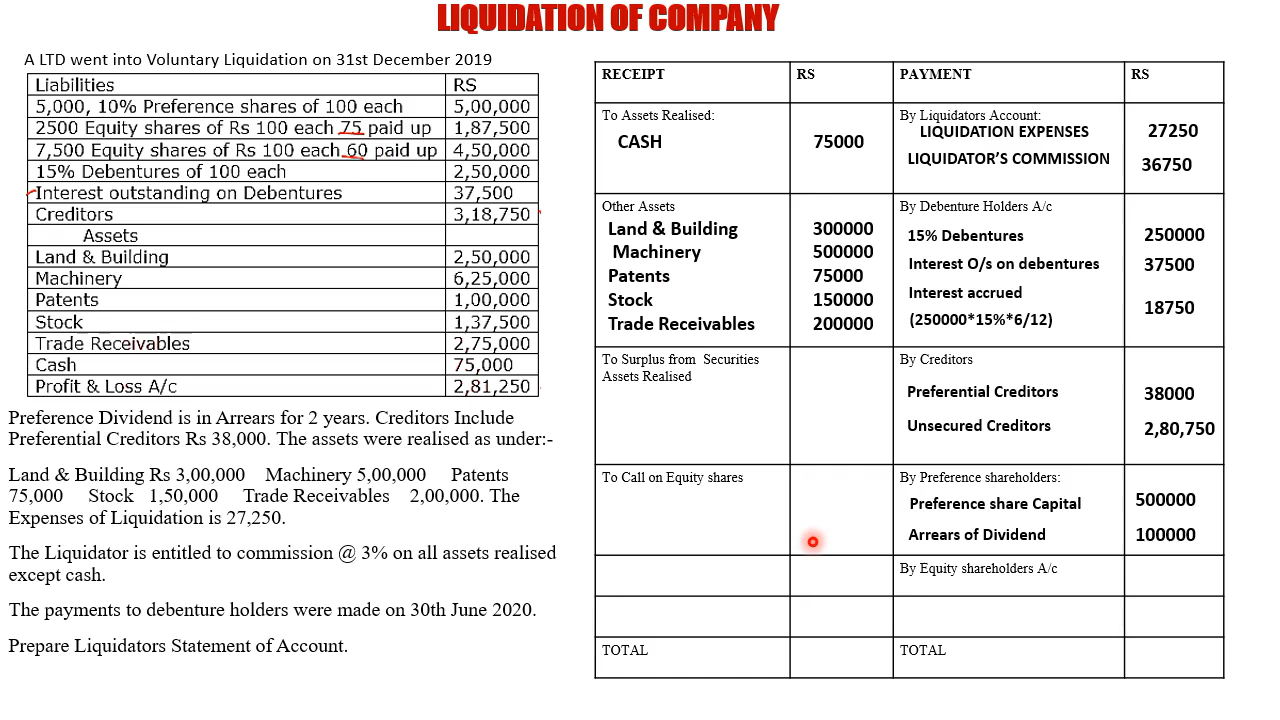 LIQUIDATION OF COMPANY
A LTD went into Voluntary Liquidation on 31st December 2019
Liabilities RS
5,000, 10% Preference shares of 100 each 5,00,000
2500 Equity shares of Rs 100 each 75 paid up 1,87,500
7,500 Equity shares of Rs 100 each 60 paid up 4,50,000
15% Debentures of 100 each 2,50,000
Interest outstanding on Debentures 37,500
Creditors 3,18,750
Assets
Land & Building 2,50,000
Machinery 6,25,000
Patents 1,00,000
Stock 1,37,500
Trade Receivables 2,75,000
Cash 75,000
Profit & Loss A/c 2,81,250
Preference Dividend is in Arrears for 2 years. Creditors Include
Preferential Creditors Rs 38,000. The assets were realised as under:-
Land & Building Rs 3,00,000 Machinery 5,00,000 Patents
75,000 Stock 1,50,000 Trade Receivables 2,00,000. The
Expenses of Liquidation is 27,250.
The Liquidator is entitled to commission @ 3% on all assets realised
except cash.
The payments to debenture holders were made on 30th June 2020.
Prepare Liquidators Statement of Account.
RECEIPT RS PAYMENT RS
To Assets Realised:
CASH 75000
By Liquidators Account:
LIQUIDATION EXPENSES 27250
LIQUIDATOR'S COMMISSION 36750
Other Assets
Land & Building 300000
Machinery 500000
Patents 75000
Stock 150000
Trade Receivables 200000
By Debenture Holders A/c
15% Debentures 250000
Interest O/s on debentures 37500
Interest accrued
(250000*15%*6/12) 18750
To Surplus from Securities
Assets Realised
By Creditors
Preferential Creditors 38000
Unsecured Creditors 2,80,750
To Call on Equity shares
By Preference shareholders:
Preference share Capital 500000
Arrears of Dividend 100000
By Equity shareholders A/c
TOTAL TOTAL